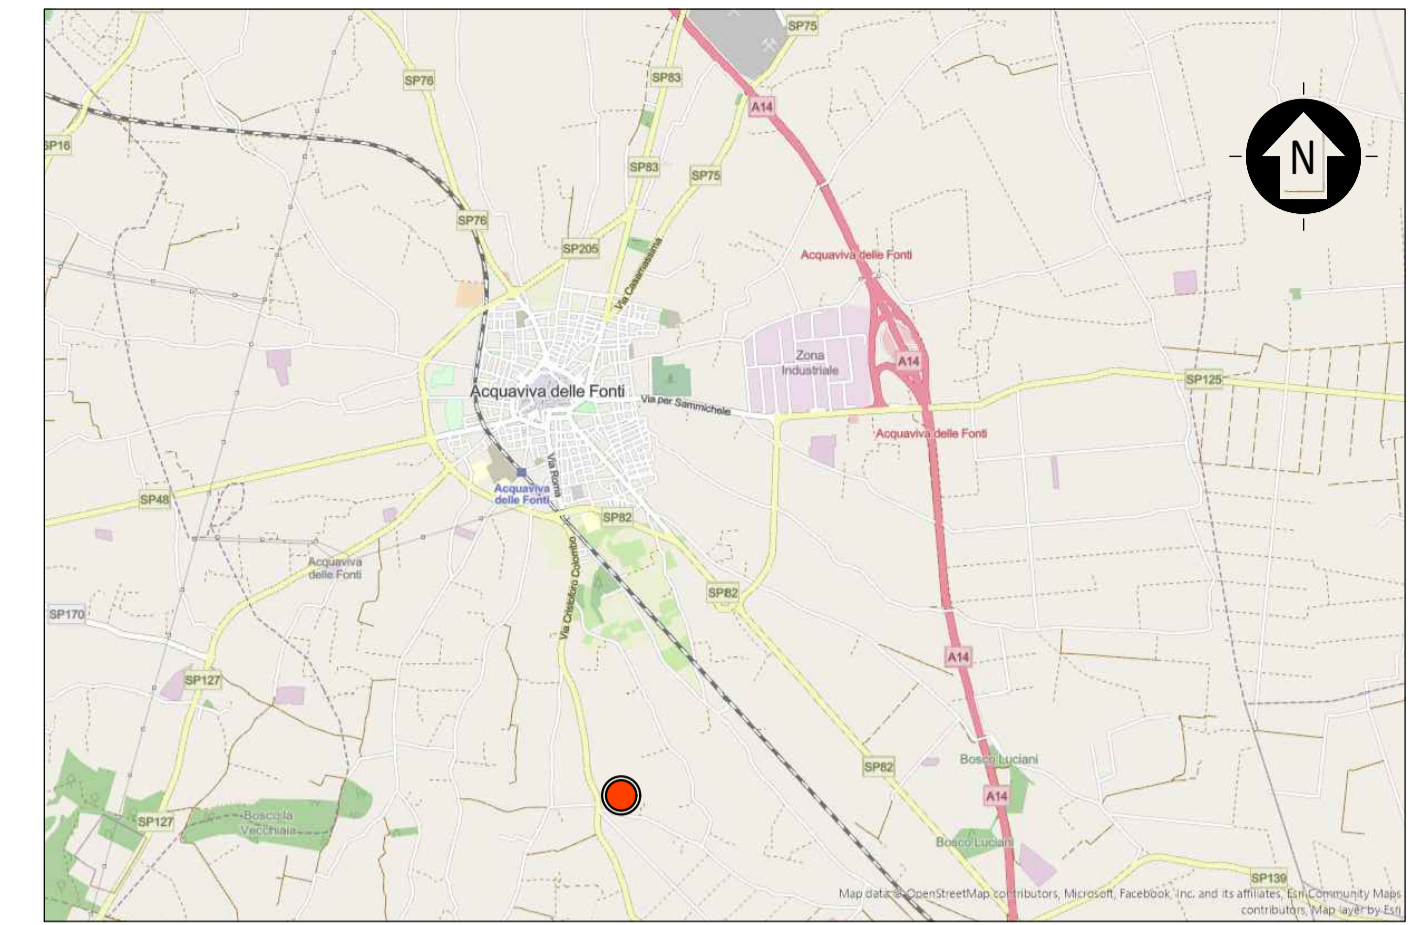 SP75
SP76
SP83
A14
SP16
SP83
SP75
SP76
SP205
Via Casamassima
Acquaviva delle Fonti
Zona
Industriale
A14
SP125
Acquaviva delle Fonti
Via per Sammichele
Acquaviva delle Fonti
Via Roma
SP48
Acquaviva
delle Fonti
SP82
Acquaviva
delle Fonti
Via Cristoforo Colombo
SP82
SP170
A14
SP127
SP82
Bosco Luciani
A14
Bosco la
Vecchiaia
SP127
Bosco Luciani
SP139
N
Map data © OpenStreetMap contributors, Microsoft, Facebook, Inc. and its affiliates, Esri Community Maps
contributors, Map layer by Esri